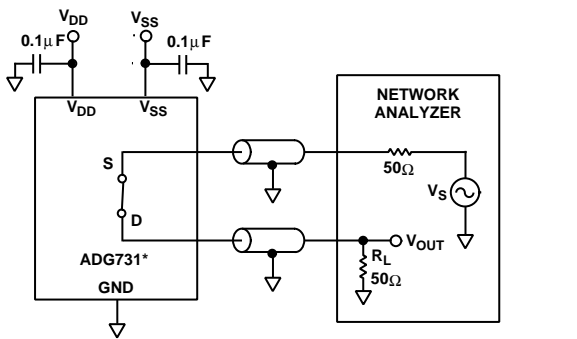 VDD
VSS
0.1µF
0.1µF
VDD
VSS
NETWORK
ANALYZER
S
50Ω
VS
D
VOUT
ADG731*
RL
50Ω
GND